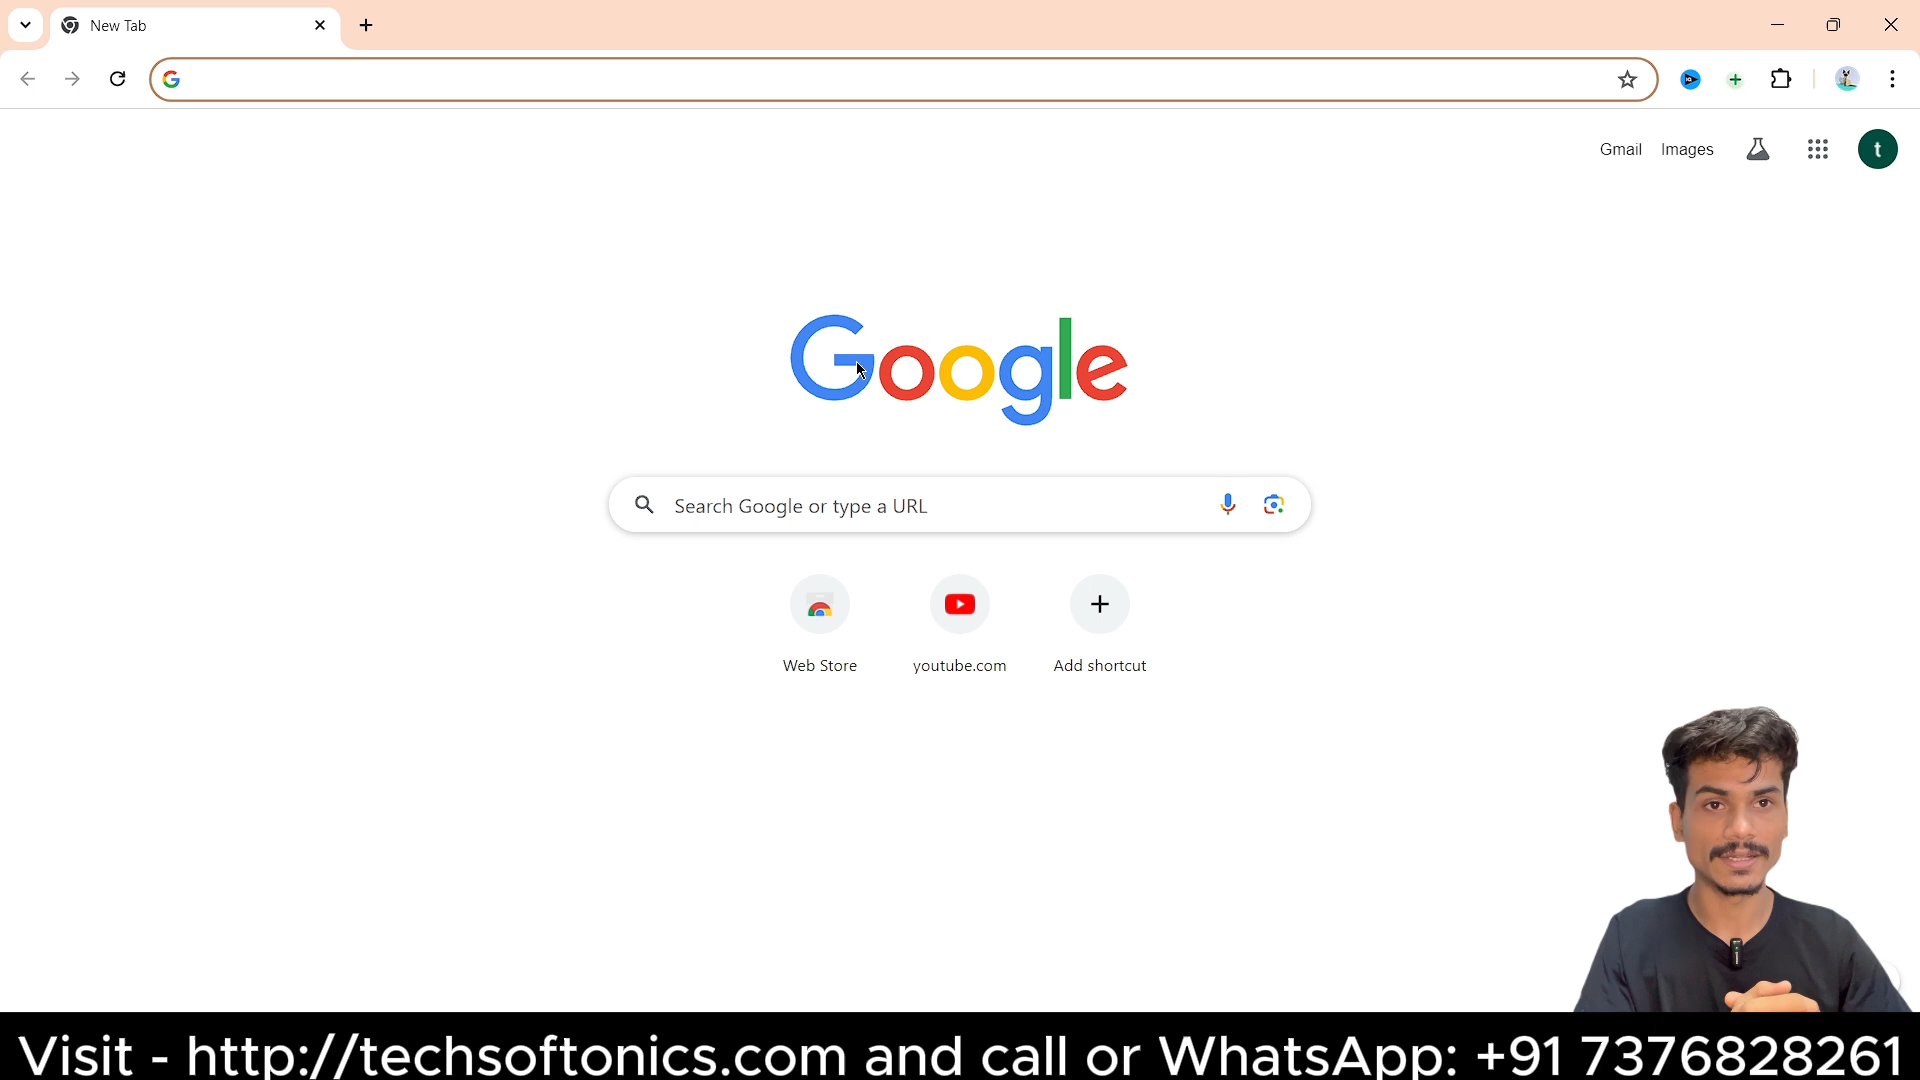 New Tab
Gmail Images
t
Google
Search Google or type a URL
Web Store youtube.com Add shortcut
Visit - http://techsoftonics.com and call or WhatsApp: +91 7376828261